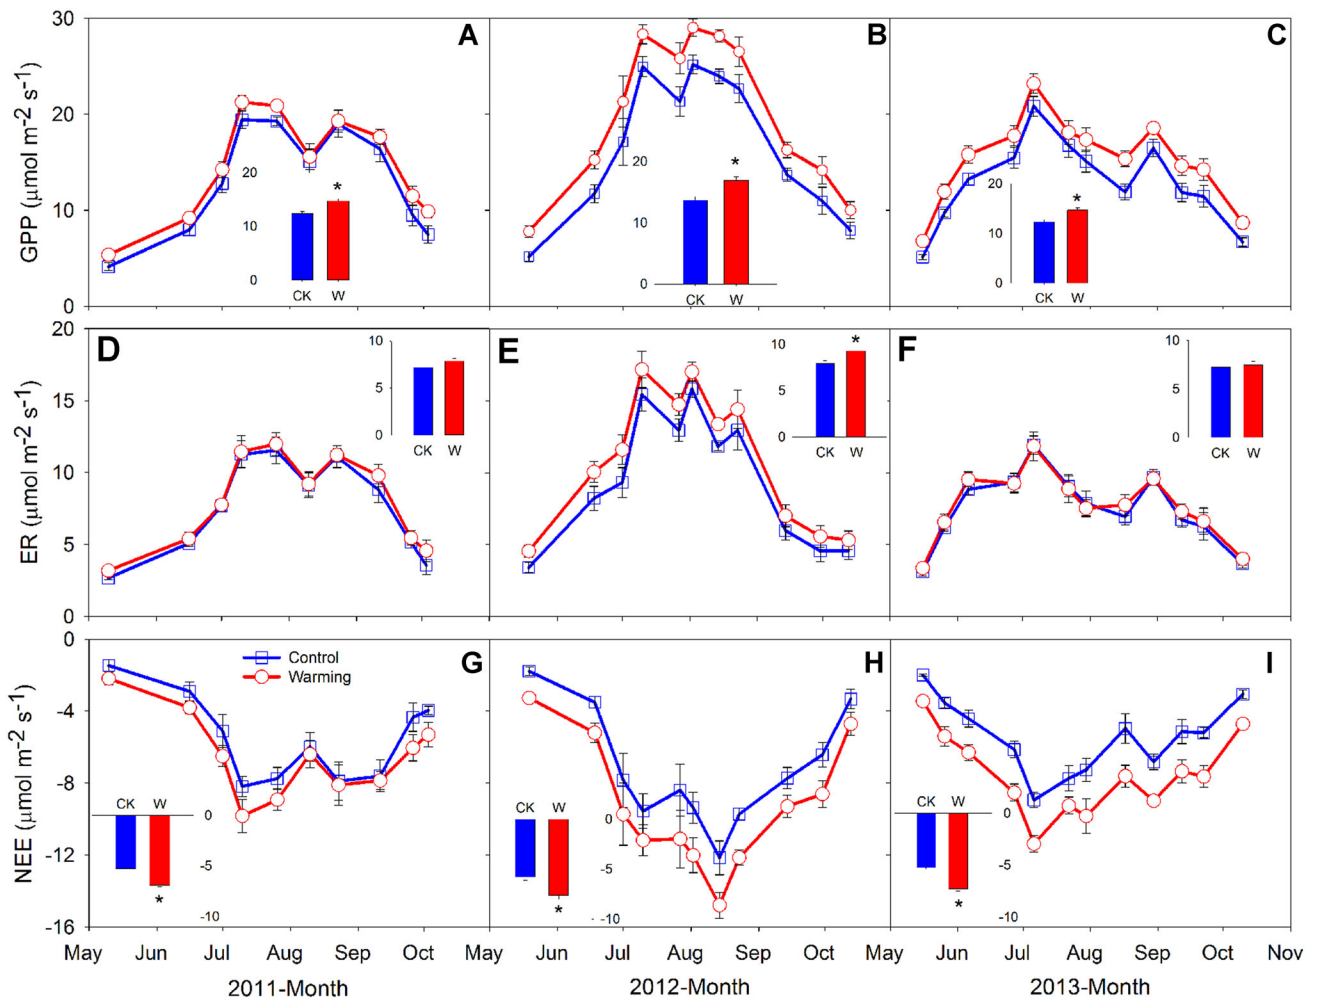 30
20
10
0
GPP (μmol m⁻² s⁻¹)
A
20
10
0
*
CK W
B
20
10
0
*
CK W
C
20
10
0
*
CK W
20
15
10
5
0
ER (μmol m⁻² s⁻¹)
D
10
5
0
CK W
E
10
5
0
*
CK W
F
10
5
0
CK W
0
-4
-8
-12
-16
NEE (μmol m⁻² s⁻¹)
G
Control
Warming
CK W
0
-5
-10
*
H
CK W
0
-5
-10
*
I
CK W
0
-5
-10
*
May Jun Jul Aug Sep Oct May Jun Jul Aug Sep Oct May Jun Jul Aug Sep Oct Nov
2011-Month 2012-Month 2013-Month